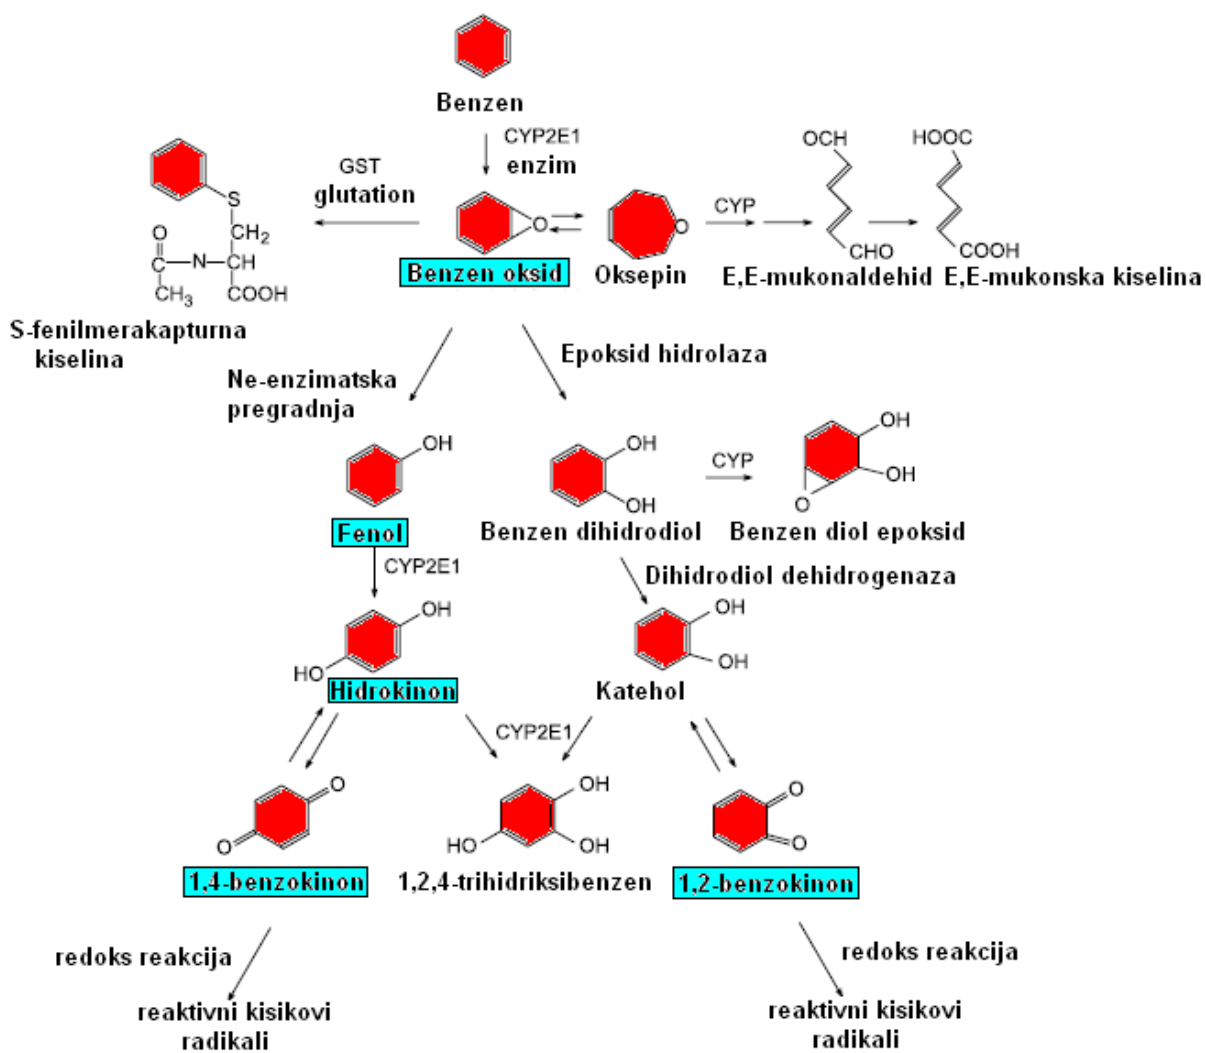 Benzen
CYP2E1
enzim
GST
glutation
S
O
CH2
C
N
CH
CH3
COOH
S-fenilmerakapturna
kiselina
O
Benzen oksid
O
Oksepin
CYP
OCH
CHO
E,E-mukonaldehid
HOOC
COOH
E,E-mukonska kiselina
Ne-enzimatska
pregradnja
Epoksid hidrolaza
OH
Fenol
OH
OH
Benzen dihidrodiol
CYP
OH
OH
O
Benzen diol epoksid
CYP2E1
Dihidrodiol dehidrogenaza
OH
HO
Hidrokinon
OH
OH
Katehol
CYP2E1
O
O
1,4-benzokinon
OH
HO
OH
1,2,4-trihidriksibenzen
O
O
1,2-benzokinon
redoks reakcija
reaktivni kisikovi
radikali
redoks reakcija
reaktivni kisikovi
radikali